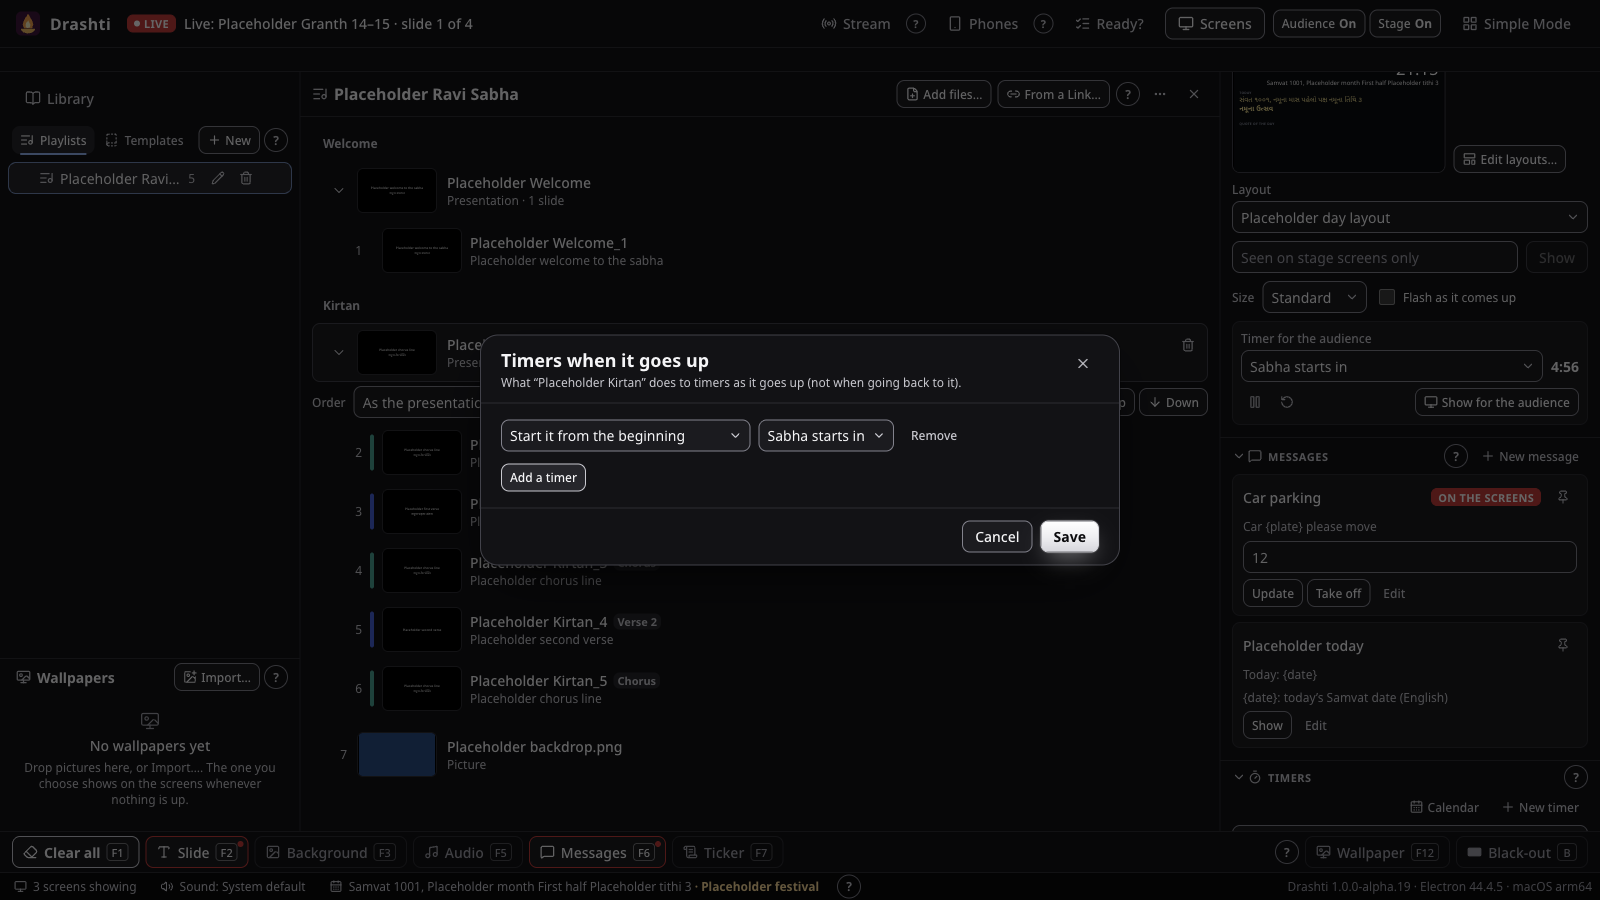 Drashti
LIVE
Live: Placeholder Granth 14–15 · slide 1 of 4
Stream
?
Phones
?
Ready?
Screens
Audience On
Stage On
Simple Mode
Library
Playlists
Templates
New
?
Placeholder Ravi...
5
Wallpapers
Import...
?
No wallpapers yet
Drop pictures here, or Import.... The one you
choose shows on the screens whenever
nothing is up.
Placeholder Ravi Sabha
Add files...
From a Link...
?
Welcome
Placeholder Welcome
Presentation · 1 slide
1
Placeholder Welcome_1
Placeholder welcome to the sabha
Kirtan
Order
Down
2
3
4
Placeholder chorus line
5
Placeholder Kirtan_4
Verse 2
Placeholder second verse
6
Placeholder Kirtan_5
Chorus
Placeholder chorus line
7
Placeholder backdrop.png
Picture
Timers when it goes up
What “Placeholder Kirtan” does to timers as it goes up (not when going back to it).
Start it from the beginning
Sabha starts in
Remove
Add a timer
Cancel
Save
Samvat 1001, Placeholder month First half Placeholder tithi 3
Edit layouts...
Layout
Placeholder day layout
Seen on stage screens only
Show
Size
Standard
Flash as it comes up
Timer for the audience
Sabha starts in
4:56
Show for the audience
MESSAGES
?
New message
Car parking
ON THE SCREENS
Car {plate} please move
12
Update
Take off
Edit
Placeholder today
Today: {date}
{date}: today’s Samvat date (English)
Show
Edit
TIMERS
?
Calendar
New timer
Clear all F1
Slide F2
Background F3
Audio F5
Messages F6
Ticker F7
?
Wallpaper F12
Black-out B
3 screens showing
Sound: System default
Samvat 1001, Placeholder month First half Placeholder tithi 3 · Placeholder festival
?
Drashti 1.0.0-alpha.19 · Electron 44.4.5 · macOS arm64